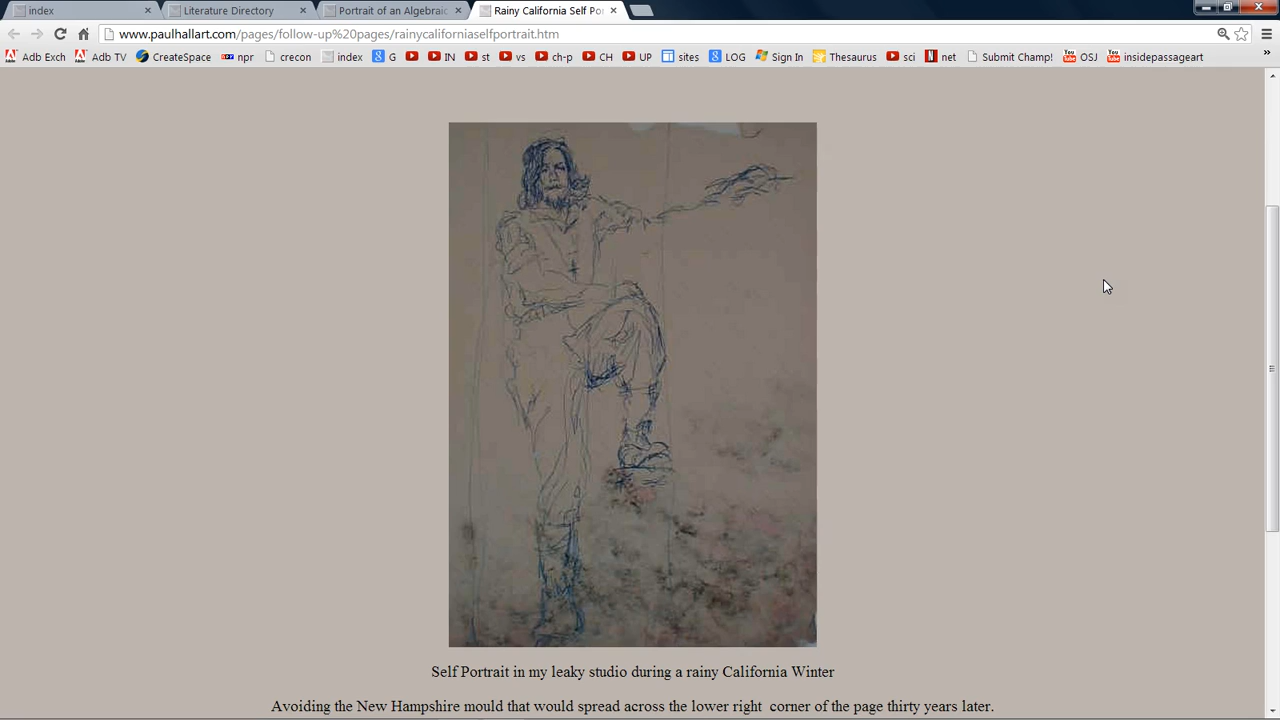 index
Literature Directory
Portrait of an Algebraic
Rainy California Self Po
www.paulhallart.com/pages/follow-up%20pages/rainycaliforniaselfportrait.htm
Adb Exch Adb TV CreateSpace npr crecon index G IN st vs ch-p CH UP sites LOG Sign In Thesaurus sci net Submit Champ! OSJ insidepassageart
Self Portrait in my leaky studio during a rainy California Winter
Avoiding the New Hampshire mould that would spread across the lower right corner of the page thirty years later.